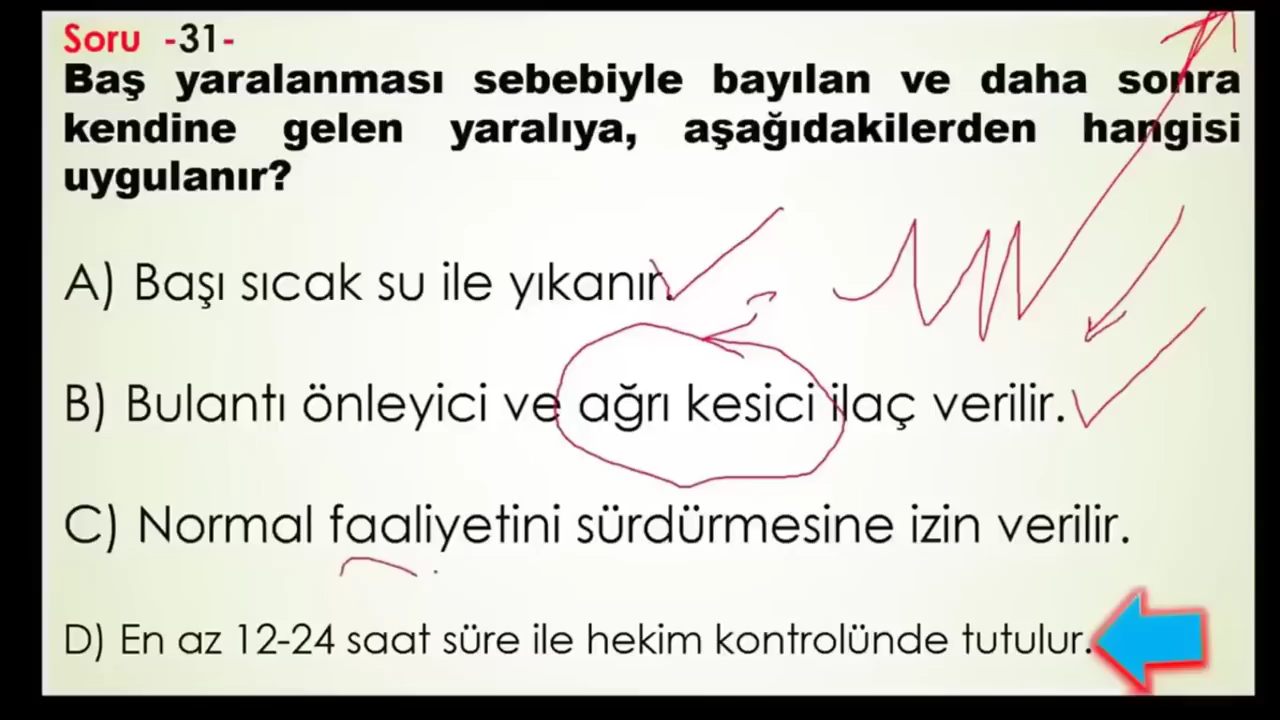 Soru -31-
Baş yaralanması sebebiyle bayılan ve daha sonra
kendine gelen yaralıya, aşağıdakilerden hangisi
uygulanır?
A) Başı sıcak su ile yıkanır.
B) Bulantı önleyici ve ağrı kesici ilaç verilir.
C) Normal faaliyetini sürdürmesine izin verilir.
D) En az 12-24 saat süre ile hekim kontrolünde tutulur.